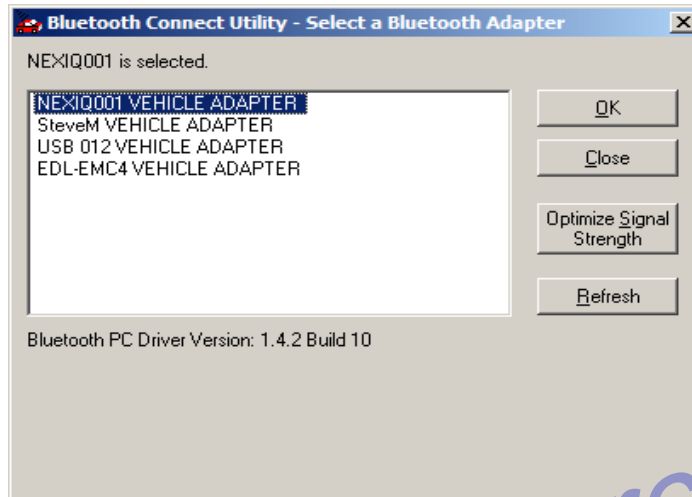 Bluetooth Connect Utility - Select a Bluetooth Adapter
NEXIQ001 is selected.
NEXIQ001 VEHICLE ADAPTER
SteveM VEHICLE ADAPTER
USB 012 VEHICLE ADAPTER
EDL-EMC4 VEHICLE ADAPTER
OK
Close
Optimize Signal
Strength
Refresh
Bluetooth PC Driver Version: 1.4.2 Build 10